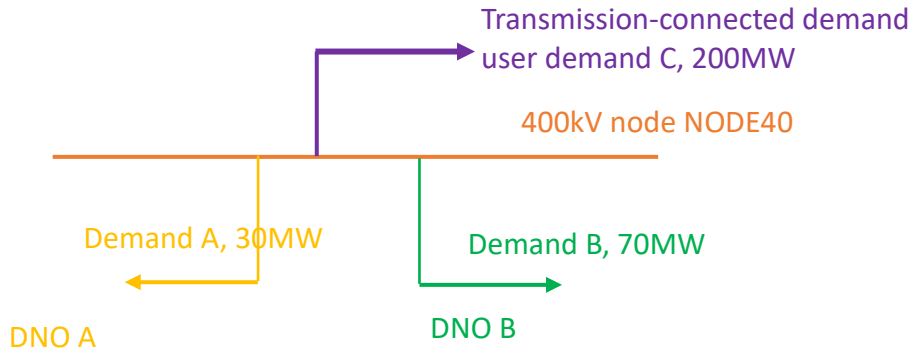 Transmission-connected demand
user demand C, 200MW
400kV node NODE40
Demand A, 30MW
Demand B, 70MW
DNO A
DNO B